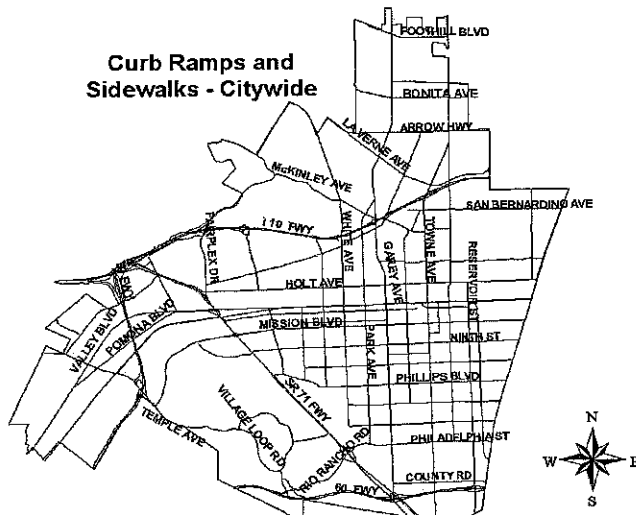 Curb Ramps and
Sidewalks - Citywide
FOOTHILL BLVD
BONITA AVE
ARROW HWY
LA VERNE AVE
McKINLEY AVE
SAN BERNARDINO AVE
I 10 FWY
FAIRPLEX DR
WHITE AVE
GAREY AVE
TOWNE AVE
RESERVOIR ST
HOLT AVE
VALLEY BLVD
POMONA BLVD
MISSION BLVD
NINTH ST
PARK AVE
PHILLIPS BLVD
SR 71 FWY
TEMPLE AVE
VILLAGE LOOP RD
RIO RANCHO RD
PHILADELPHIA ST
COUNTY RD
60 FWY
N
W E
S